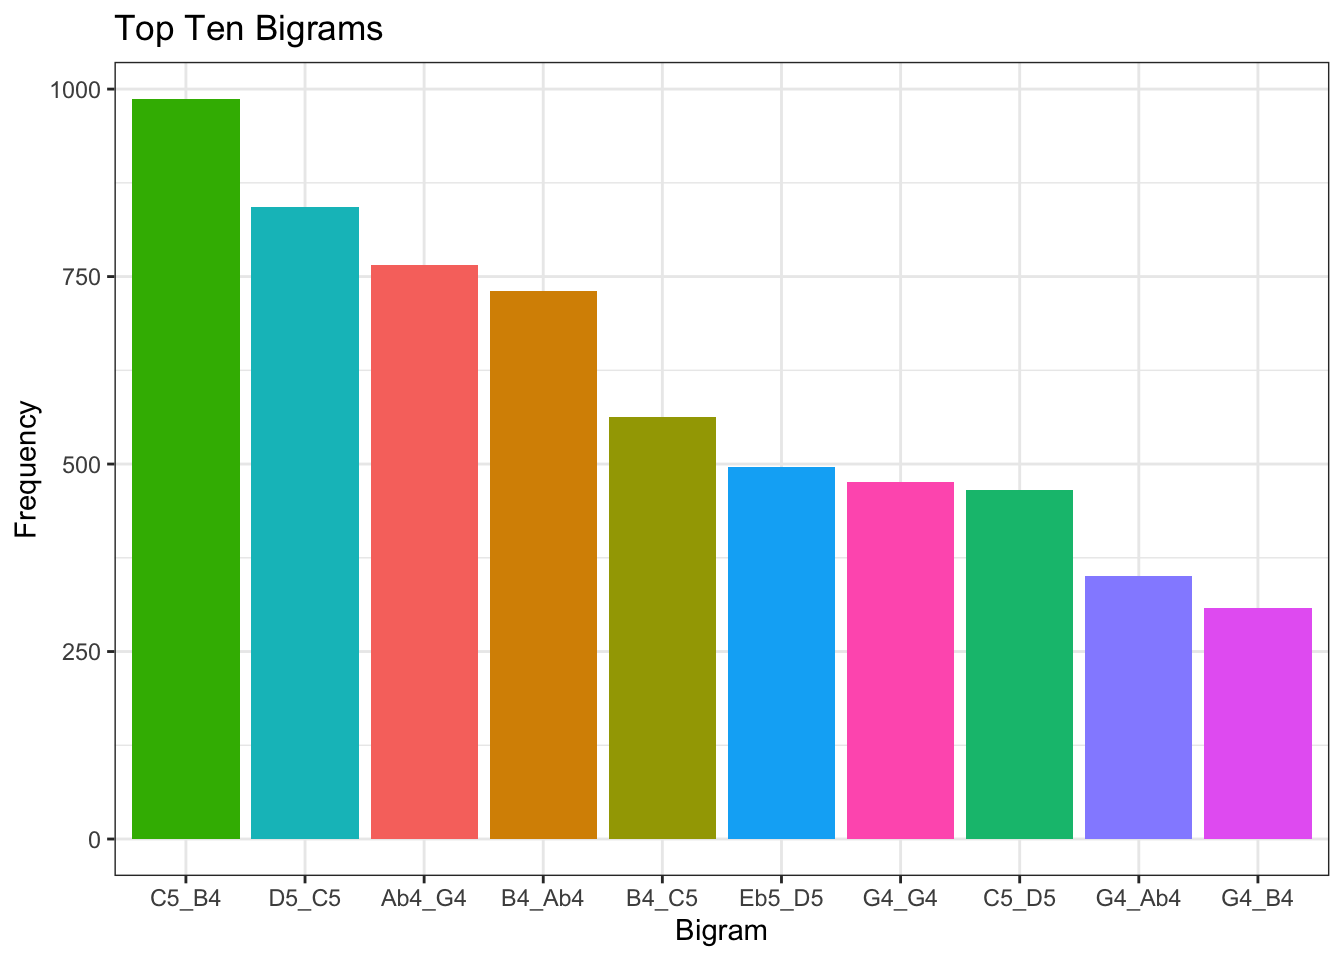 Top Ten Bigrams
Frequency
1000
750
500
250
0
C5_B4 D5_C5 Ab4_G4 B4_Ab4 B4_C5 Eb5_D5 G4_G4 C5_D5 G4_Ab4 G4_B4
Bigram